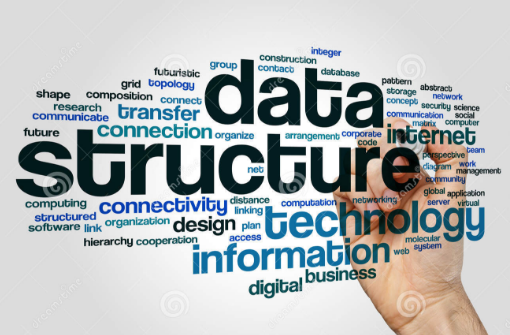 integer
construction
futuristic group contact database
grid topology pattern abstract
shape composition connect data storage network
research transfer concept security science
communicate communication social
future connection organize arrangement corporate matrix computer
code internet
structure
net perspective team
diagram work
management
community
computing connectivity distance computation networking global application
structured linking server virtual
software link organization design plan technology
hierarchy cooperation access molecular
information web system
digital business